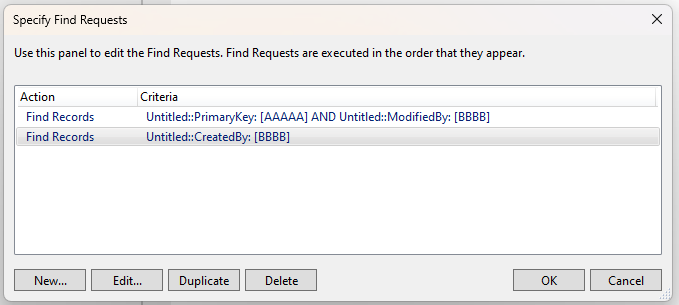 Specify Find Requests
Use this panel to edit the Find Requests. Find Requests are executed in the order that they appear.
Action Criteria
Find Records Untitled::PrimaryKey: [AAAAA] AND Untitled::ModifiedBy: [BBBB]
Find Records Untitled::CreatedBy: [BBBB]
New... Edit... Duplicate Delete OK Cancel